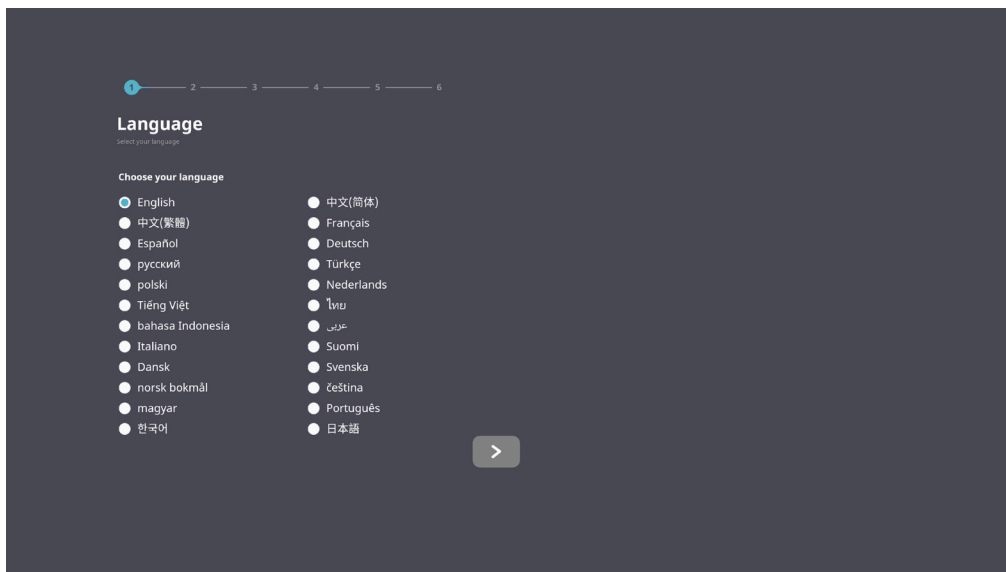 1 2 3 4 5 6
Language
Select your language
Choose your language
English 中文(简体)
中文(繁體) Français
Español Deutsch
русский Türkçe
polski Nederlands
Tiếng Việt ไทย
bahasa Indonesia عربى
Italiano Suomi
Dansk Svenska
norsk bokmål čeština
magyar Português
한국어 日本語